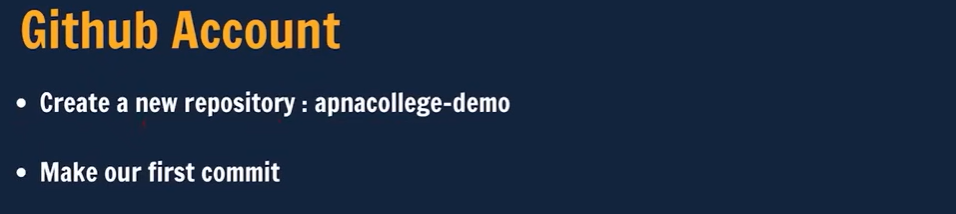 Github Account
• Create a new repository : apnacollege-demo
• Make our first commit